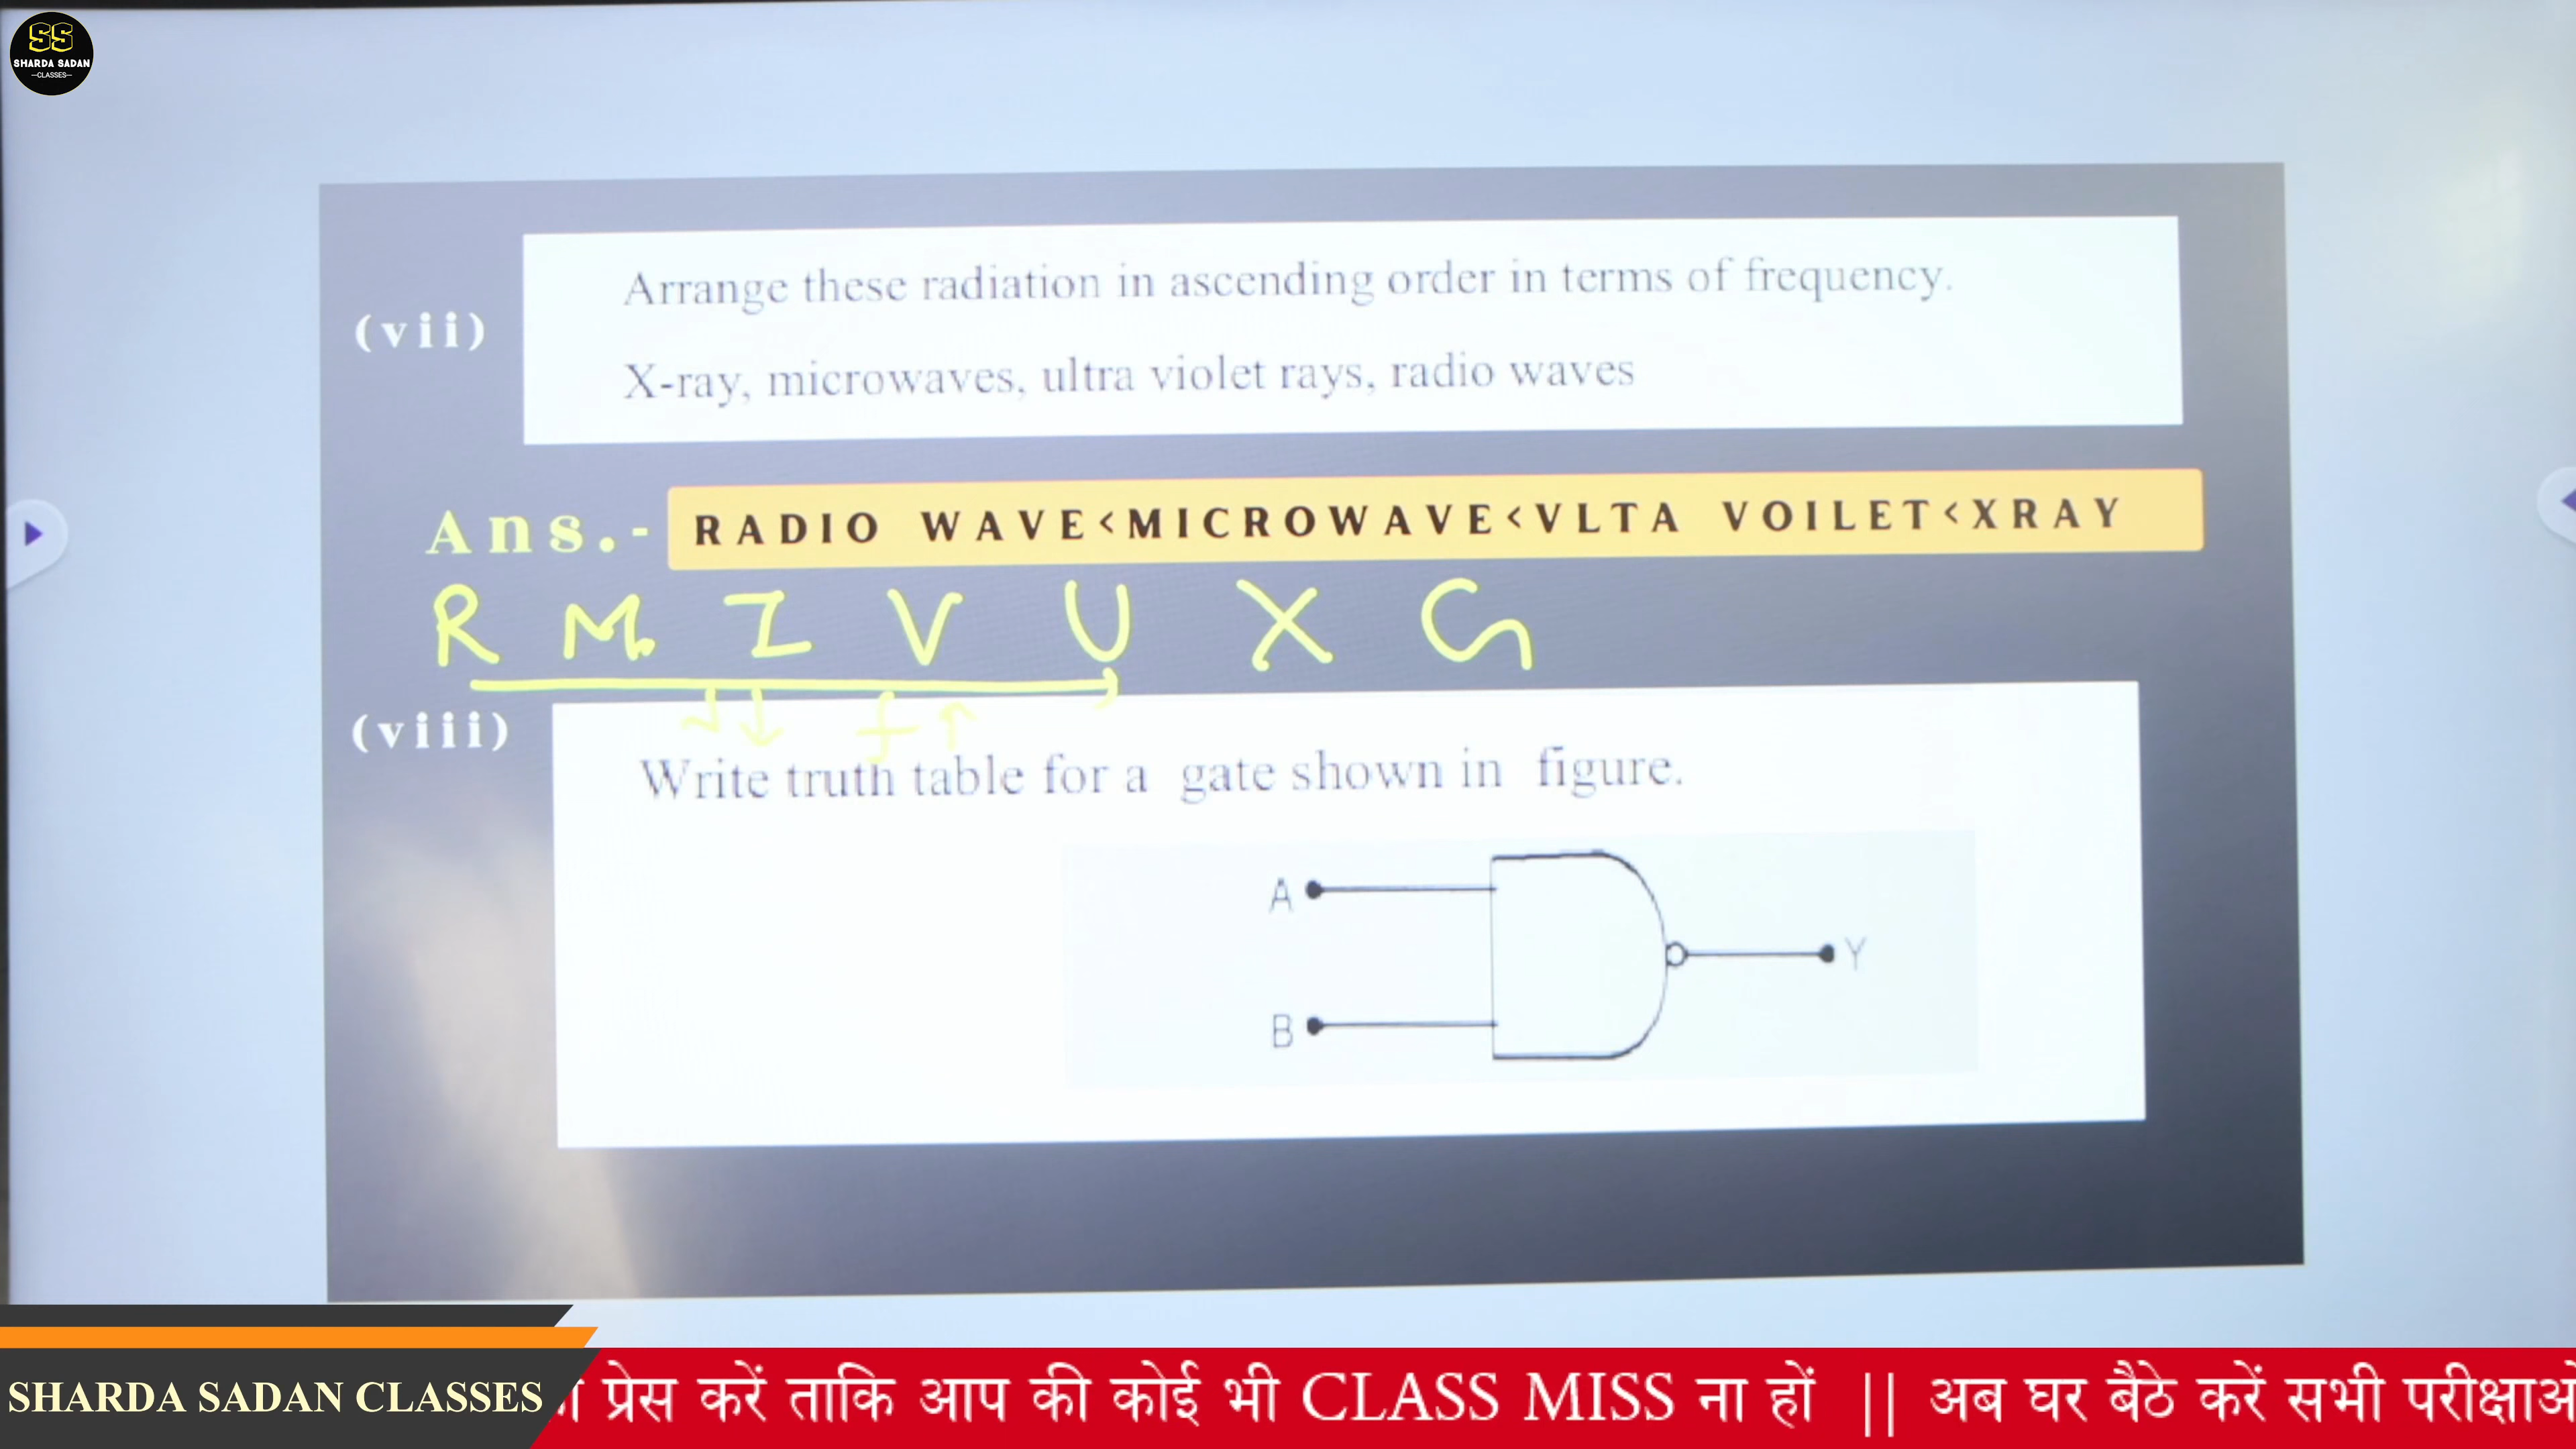 SS
SHARDA SADAN
—CLASSES—
(vii)
Arrange these radiation in ascending order in terms of frequency.
X-ray, microwaves, ultra violet rays, radio waves
Ans.- RADIO WAVE<MICROWAVE<VLTA VOILET<XRAY
R M I V U X G
f↑
(viii)
Write truth table for a gate shown in figure.
A
Y
B
SHARDA SADAN CLASSES
प्रेस करें ताकि आप की कोई भी CLASS MISS ना हों || अब घर बैठे करें सभी